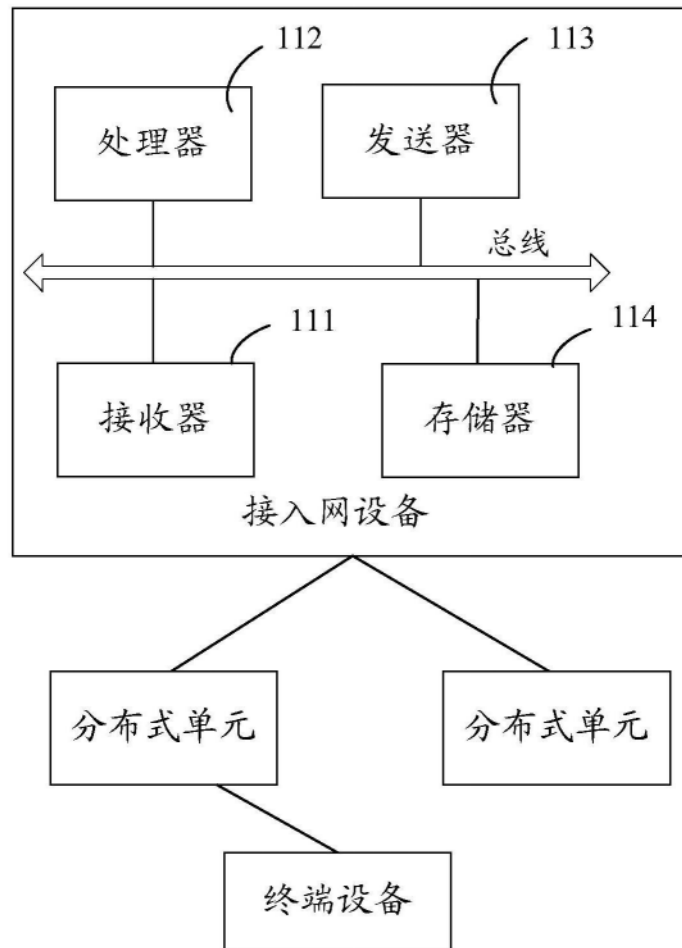 112
113
处理器
发送器
总线
111
114
接收器
存储器
接入网设备
分布式单元
分布式单元
终端设备